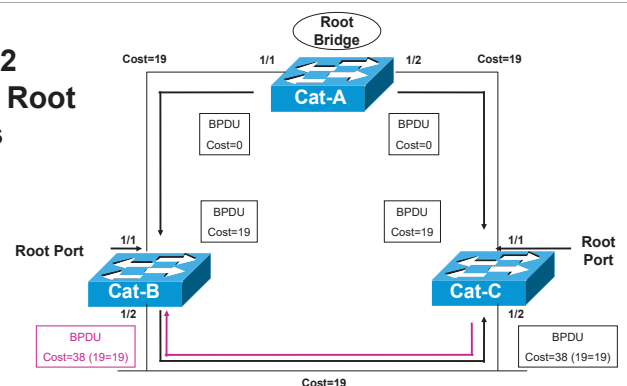 2
Root
s
Root
Bridge
Cost=19
1/1
1/2
Cost=19
Cat-A
BPDU
Cost=0
BPDU
Cost=0
BPDU
Cost=19
BPDU
Cost=19
Root Port
1/1
1/1
Root
Port
Cat-B
Cat-C
1/2
1/2
BPDU
Cost=38 (19=19)
BPDU
Cost=38 (19=19)
Cost=19